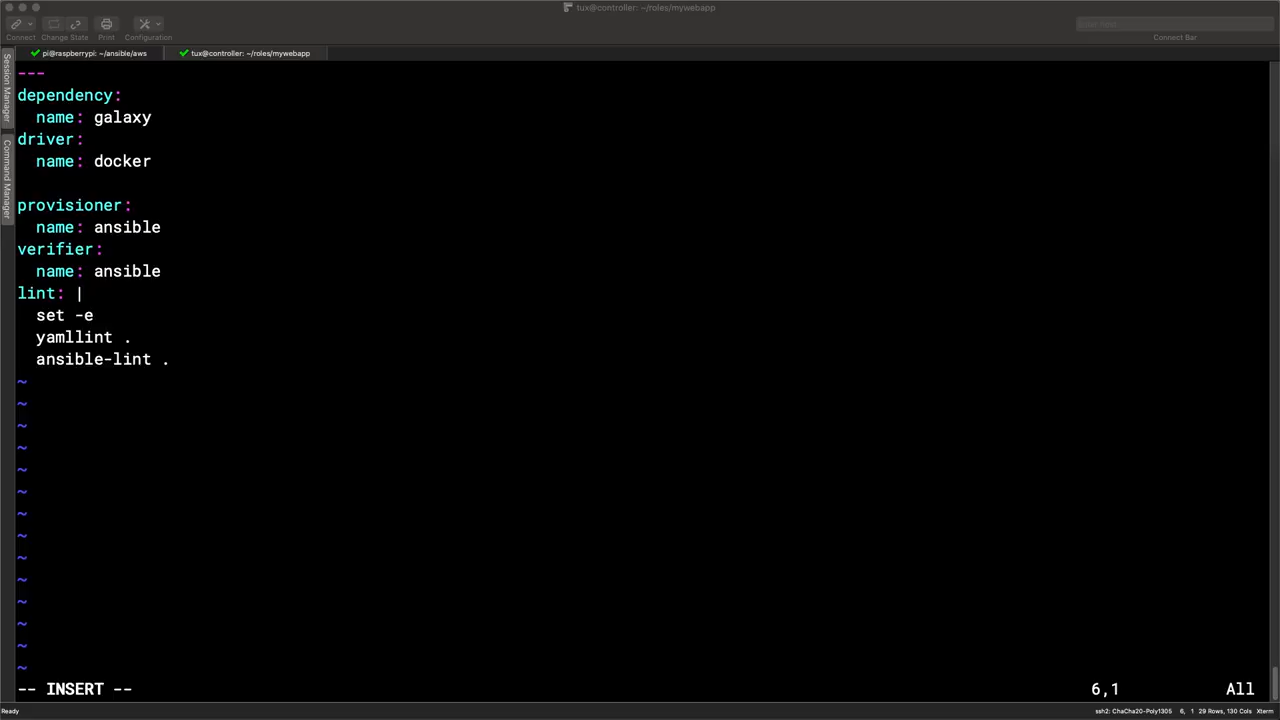 tux@controller: ~/roles/mywebapp
Connect
Change State
Print
Configuration
Connect Bar
pi@raspberrypi: ~/ansible/aws
tux@controller: ~/roles/mywebapp
Session Manager
Command Manager
---
dependency:
  name: galaxy
driver:
  name: docker
provisioner:
  name: ansible
verifier:
  name: ansible
lint: |
  set -e
  yamllint .
  ansible-lint .
~
~
~
~
~
~
~
~
~
~
~
~
~
~
-- INSERT --
6,1
All
Ready
ssh2: ChaCha20-Poly1305
6, 1
29 Rows, 130 Cols
Xterm